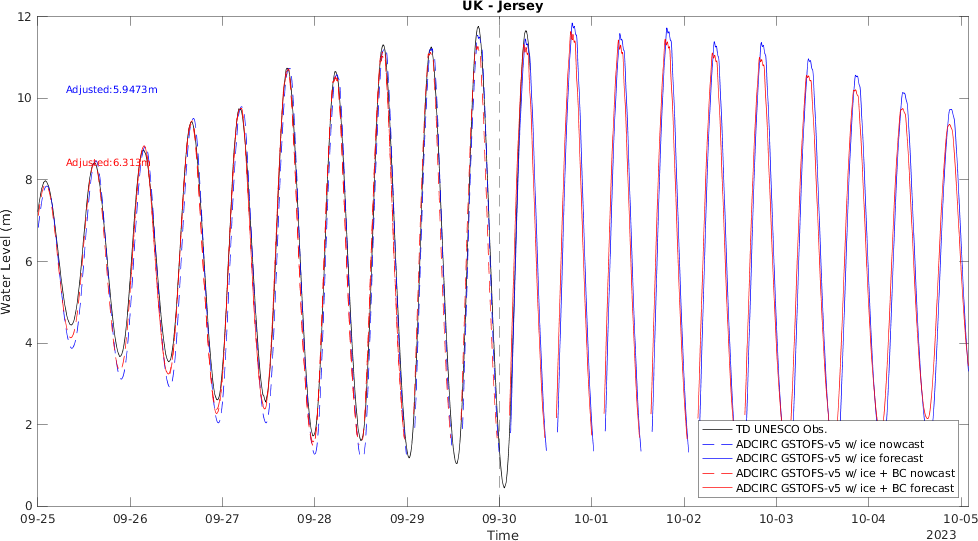 UK - Jersey
12
10
8
6
4
2
0
Water Level (m)
Adjusted:5.9473m
Adjusted:6.313m
TD UNESCO Obs.
ADCIRC GSTOFS-v5 w/ ice nowcast
ADCIRC GSTOFS-v5 w/ ice forecast
ADCIRC GSTOFS-v5 w/ ice + BC nowcast
ADCIRC GSTOFS-v5 w/ ice + BC forecast
09-25 09-26 09-27 09-28 09-29 09-30 10-01 10-02 10-03 10-04 10-05
Time
2023